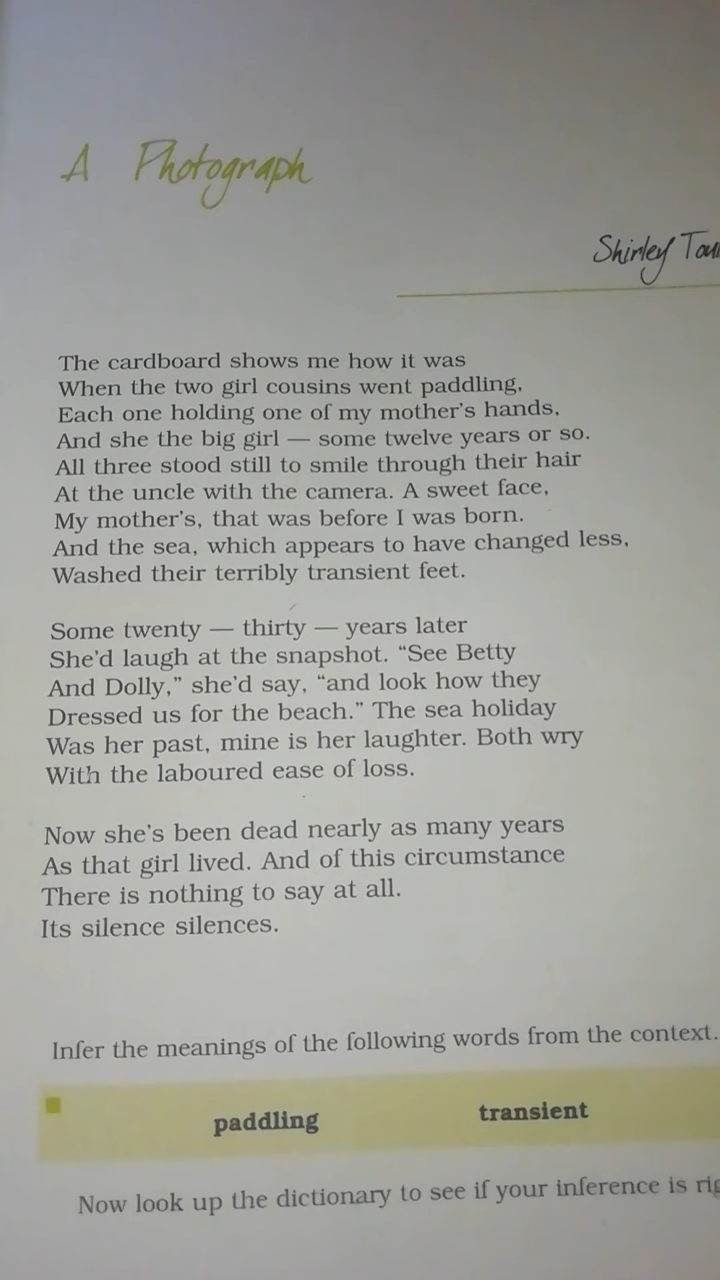 A Photograph
Shirley
The cardboard shows me how it was
When the two girl cousins went paddling,
Each one holding one of my mother's hands,
And she the big girl — some twelve years or so.
All three stood still to smile through their hair
At the uncle with the camera. A sweet face,
My mother's, that was before I was born.
And the sea, which appears to have changed less,
Washed their terribly transient feet.
Some twenty — thirty — years later
She'd laugh at the snapshot. “See Betty
And Dolly,” she'd say, “and look how they
Dressed us for the beach.” The sea holiday
Was her past, mine is her laughter. Both wry
With the laboured ease of loss.
Now she's been dead nearly as many years
As that girl lived. And of this circumstance
There is nothing to say at all.
Its silence silences.
Infer the meanings of the following words from the context.
paddling transient
Now look up the dictionary to see if your inference is